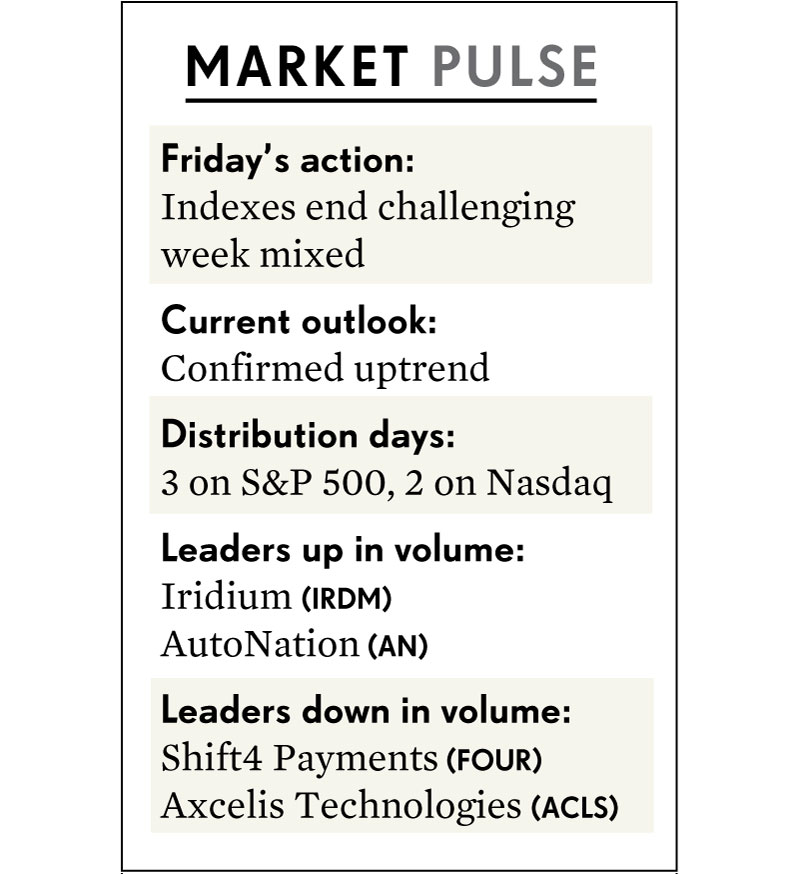 MARKET PULSE
Friday's action:
Indexes end challenging
week mixed
Current outlook:
Confirmed uptrend
Distribution days:
3 on S&P 500, 2 on Nasdaq
Leaders up in volume:
Iridium (IRDM)
AutoNation (AN)
Leaders down in volume:
Shift4 Payments (FOUR)
Axcelis Technologies (ACLS)